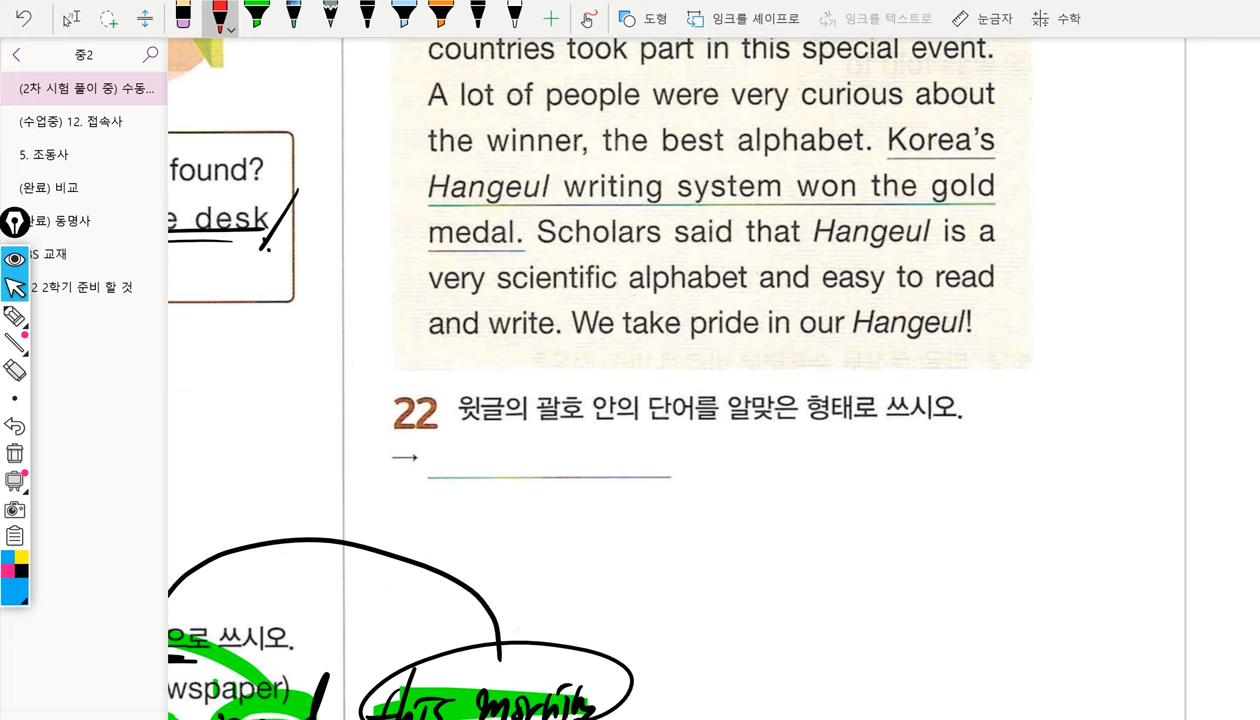 도형
잉크를 셰이프로
잉크를 텍스트로
눈금자
수학
중2
(2차 시험 풀이 중) 수동...
(수업중) 12. 접속사
5. 조동사
(완료) 비교
료) 동명사
교재
2 2학기 준비 할 것
found?
e desk
countries took part in this special event.
A lot of people were very curious about
the winner, the best alphabet. Korea's
Hangeul writing system won the gold
medal. Scholars said that Hangeul is a
very scientific alphabet and easy to read
and write. We take pride in our Hangeul!
22 윗글의 괄호 안의 단어를 알맞은 형태로 쓰시오.
→
으로 쓰시오.
wspaper)
this morning